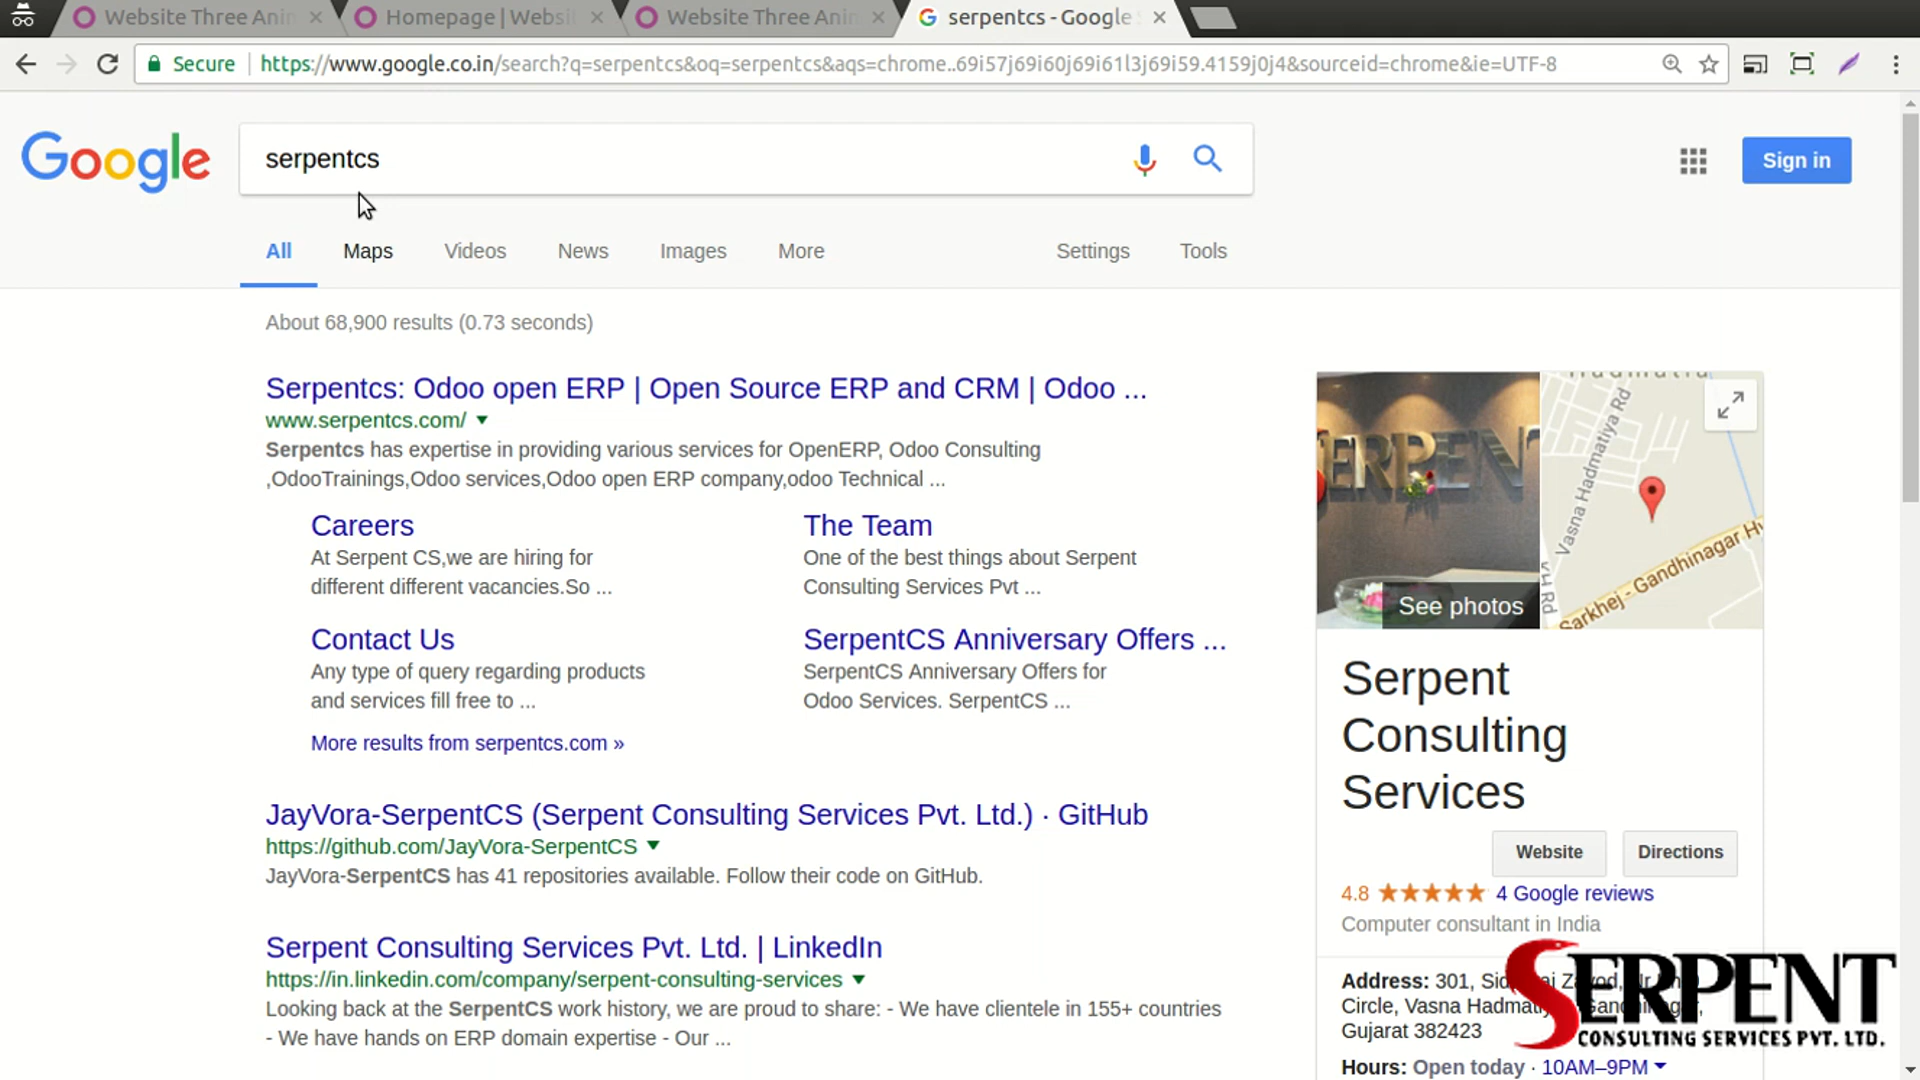 Website Three Anim
Homepage | Websi
Website Three Anim
serpentcs - Google S
Secure
https://www.google.co.in/search?q=serpentcs&oq=serpentcs&aqs=chrome..69i57j69i60j69i61l3j69i59.4159j0j4&sourceid=chrome&ie=UTF-8
Google
serpentcs
Sign in
All
Maps
Videos
News
Images
More
Settings
Tools
About 68,900 results (0.73 seconds)
Serpentcs: Odoo open ERP | Open Source ERP and CRM | Odoo ...
www.serpentcs.com/
Serpentcs has expertise in providing various services for OpenERP, Odoo Consulting
,OdooTrainings,Odoo services,Odoo open ERP company,odoo Technical ...
Careers
At Serpent CS,we are hiring for
different different vacancies.So ...
The Team
One of the best things about Serpent
Consulting Services Pvt ...
Contact Us
Any type of query regarding products
and services fill free to ...
SerpentCS Anniversary Offers ...
SerpentCS Anniversary Offers for
Odoo Services. SerpentCS ...
More results from serpentcs.com »
JayVora-SerpentCS (Serpent Consulting Services Pvt. Ltd.) · GitHub
https://github.com/JayVora-SerpentCS
JayVora-SerpentCS has 41 repositories available. Follow their code on GitHub.
Serpent Consulting Services Pvt. Ltd. | LinkedIn
https://in.linkedin.com/company/serpent-consulting-services
Looking back at the SerpentCS work history, we are proud to share: - We have clientele in 155+ countries
- We have hands on ERP domain expertise - Our ...
SERPENT
See photos
Vasna Hadmatiya Rd
KH Rd
Sarkhej - Gandhinagar Hw
Serpent
Consulting
Services
Website
Directions
4.8
4 Google reviews
Computer consultant in India
Address: 301,
Circle, Vasna
Gujarat 382423
Hours: Open today · 10AM–9PM
SERPENT
CONSULTING SERVICES PVT. LTD.